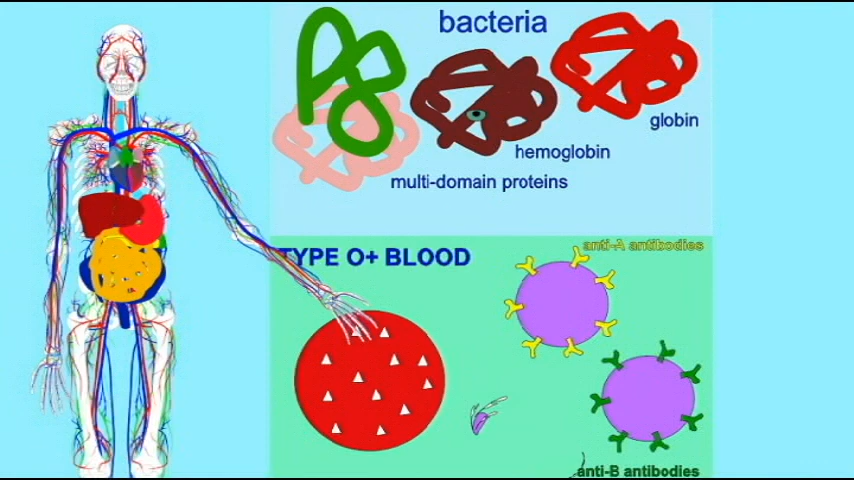 bacteria
globin
hemoglobin
multi-domain proteins
TYPE O+ BLOOD
anti-A antibodies
anti-B antibodies